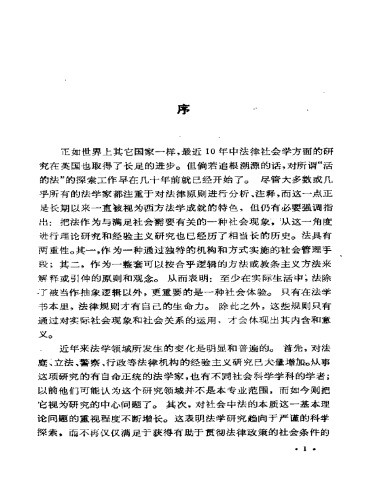 序
正如世界上其它国家一样，最近10年中法律社会学方面的研
究在英国也取得了长足的进步。但倘若追根溯源的话，对所谓“活
的法”的探索工作早在几十年前就已经开始了。 尽管大多数或几
乎所有的法学家都注重于对法律原则进行分析、注释，而这一点正
是长期以来一直被视为西方法学成就的特色， 但仍有必要强调指
出：把法作为与满足社会需要有关的一种社会现象，从这一角度
进行理论研究和经验主义研究也已经历了相当长的历史。法具有
两重性。其一，作为一种通过独特的机构和方式实施的社会管理手
段；其二，作为一整套可以按合乎逻辑的方法或教条主义方法来
解释或引伸的原则和观念。 从而表明：至少在实际生活中，法除
了被当作抽象逻辑以外，更重要的是一种社会体验。 只有在法学
书本里，法律规则才有自己的生命力。 除此之外，这些规则只有
通过对实际社会现象和社会关系的运用，才会体现出其内含和意
义。
近年来法学领域所发生的变化是明显和普遍的。 首先，对法
庭、立法、警察、行政等法律机构的经验主义研究已大量增加。从事
这项研究的有自命正统的法学家，也有不同社会科学学科的学者；
以前他们可能认为这个研究领域并不是本专业范围，而如今则把
它视为研究的中心问题了。 其次，对社会中法的本质这一基本理
论问题的重视程度不断增长。这表明法学研究趋向于严谨的科学
探索，而不再仅仅满足于获得有助于贯彻法律政策的社会条件的
· 1 ·